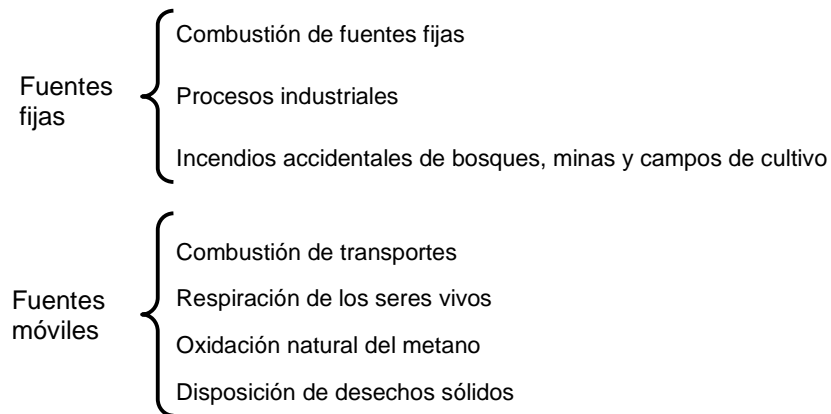 Fuentes
fijas
Combustión de fuentes fijas
Procesos industriales
Incendios accidentales de bosques, minas y campos de cultivo
Fuentes
móviles
Combustión de transportes
Respiración de los seres vivos
Oxidación natural del metano
Disposición de desechos sólidos